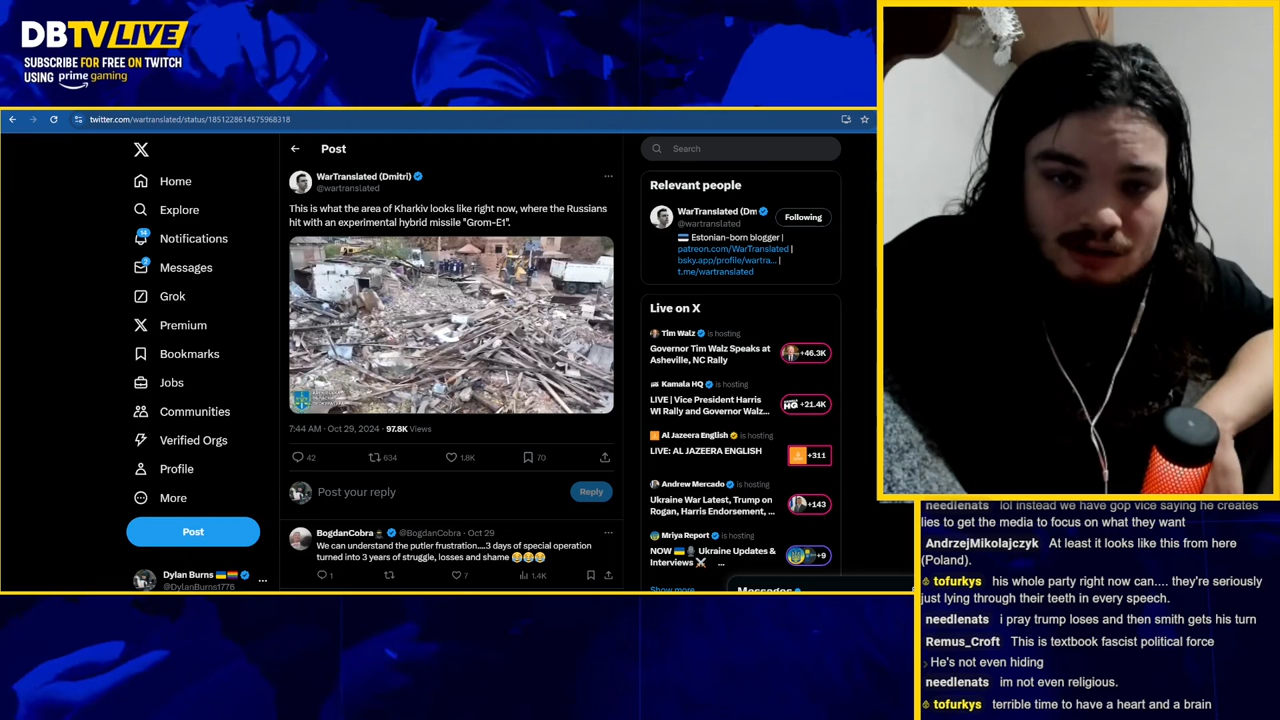 DBTV LIVE
SUBSCRIBE FOR FREE ON TWITCH
USING prime gaming
twitter.com/wartranslated/status/1851228614575968318
Home
Explore
14
Notifications
2
Messages
Grok
Premium
Bookmarks
Jobs
Communities
Verified Orgs
Profile
More
Post
Dylan Burns
@DylanBurns1776
Post
WarTranslated (Dmitri)
@wartranslated
This is what the area of Kharkiv looks like right now, where the Russians
hit with an experimental hybrid missile "Grom-E1".
7:44 AM · Oct 29, 2024 · 97.8K Views
42
634
1.8K
70
Post your reply
Reply
BogdanCobra @BogdanCobra · Oct 29
We can understand the putler frustration....3 days of special operation
turned into 3 years of struggle, losses and shame
1
7
1.4K
Search
Relevant people
WarTranslated (Dm
@wartranslated
Following
Estonian-born blogger |
patreon.com/WarTranslated |
bsky.app/profile/wartra... |
t.me/wartranslated
Live on X
Tim Walz is hosting
Governor Tim Walz Speaks at
Asheville, NC Rally
+46.3K
Kamala HQ is hosting
LIVE | Vice President Harris
WI Rally and Governor Walz...
HQ +21.4K
Al Jazeera English is hosting
LIVE: AL JAZEERA ENGLISH
+311
Andrew Mercado is hosting
Ukraine War Latest, Trump on
Rogan, Harris Endorsement, ...
+143
Mriya Report is hosting
NOW Ukraine Updates &
Interviews ...
+9
Show more
Messages
needlenats lol instead we have gop vice saying he creates
lies to get the media to focus on what they want
AndrzejMikolajczyk At least it looks like this from here
(Poland).
tofurkys his whole party right now can.... they're seriously
just lying through their teeth in every speech.
needlenats i pray trump loses and then smith gets his turn
Remus_Croft This is textbook fascist political force
He's not even hiding
needlenats im not even religious.
tofurkys terrible time to have a heart and a brain